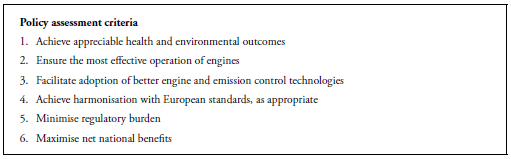 Policy assessment criteria
1. Achieve appreciable health and environmental outcomes
2. Ensure the most effective operation of engines
3. Facilitate adoption of better engine and emission control technologies
4. Achieve harmonisation with European standards, as appropriate
5. Minimise regulatory burden
6. Maximise net national benefits